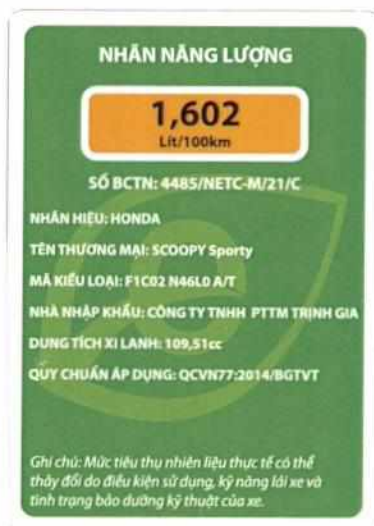 NHÃN NĂNG LƯỢNG
1,602
Lít/100km
SỐ BCTN: 4485/NETC-M/21/C
NHÃN HIỆU: HONDA
TÊN THƯƠNG MẠI: SCOOPY Sporty
MÃ KIỂU LOẠI: F1C02 N46L0 A/T
NHÀ NHẬP KHẨU: CÔNG TY TNHH PTTM TRỊNH GIA
DUNG TÍCH XI LANH: 109,51cc
QUY CHUẨN ÁP DỤNG: QCVN77:2014/BGTVT
Ghi chú: Mức tiêu thụ nhiên liệu thực tế có thể
thây đổi do điều kiện sử dụng, kỹ năng lái xe và
tình trạng bảo dưỡng kỹ thuật của xe.